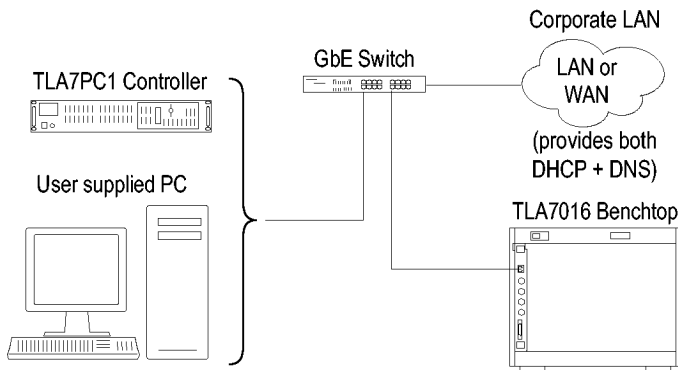 Corporate LAN
GbE Switch
TLA7PC1 Controller
LAN or
WAN
(provides both
DHCP + DNS)
User supplied PC
TLA7016 Benchtop